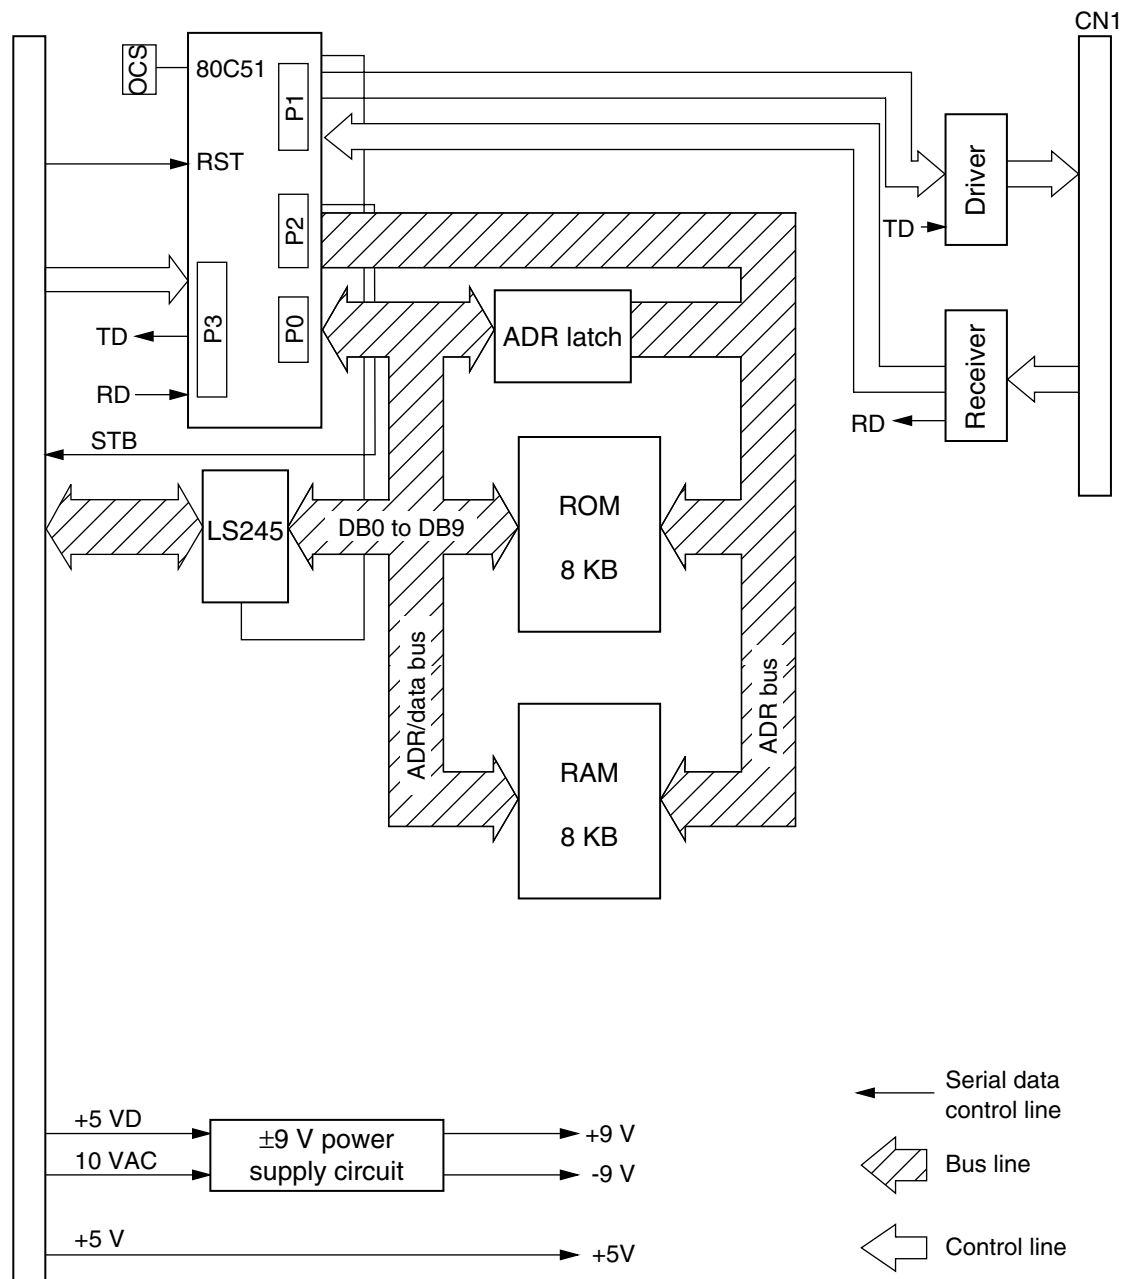 CN1
OCS
80C51
P1
RST
P2
Driver
TD
P3
P0
TD
ADR latch
Receiver
RD
RD
STB
LS245
DB0 to DB9
ROM
8 KB
ADR/data bus
ADR bus
RAM
8 KB
Serial data
control line
+5 VD
±9 V power
supply circuit
+9 V
10 VAC
-9 V
Bus line
+5 V
+5V
Control line